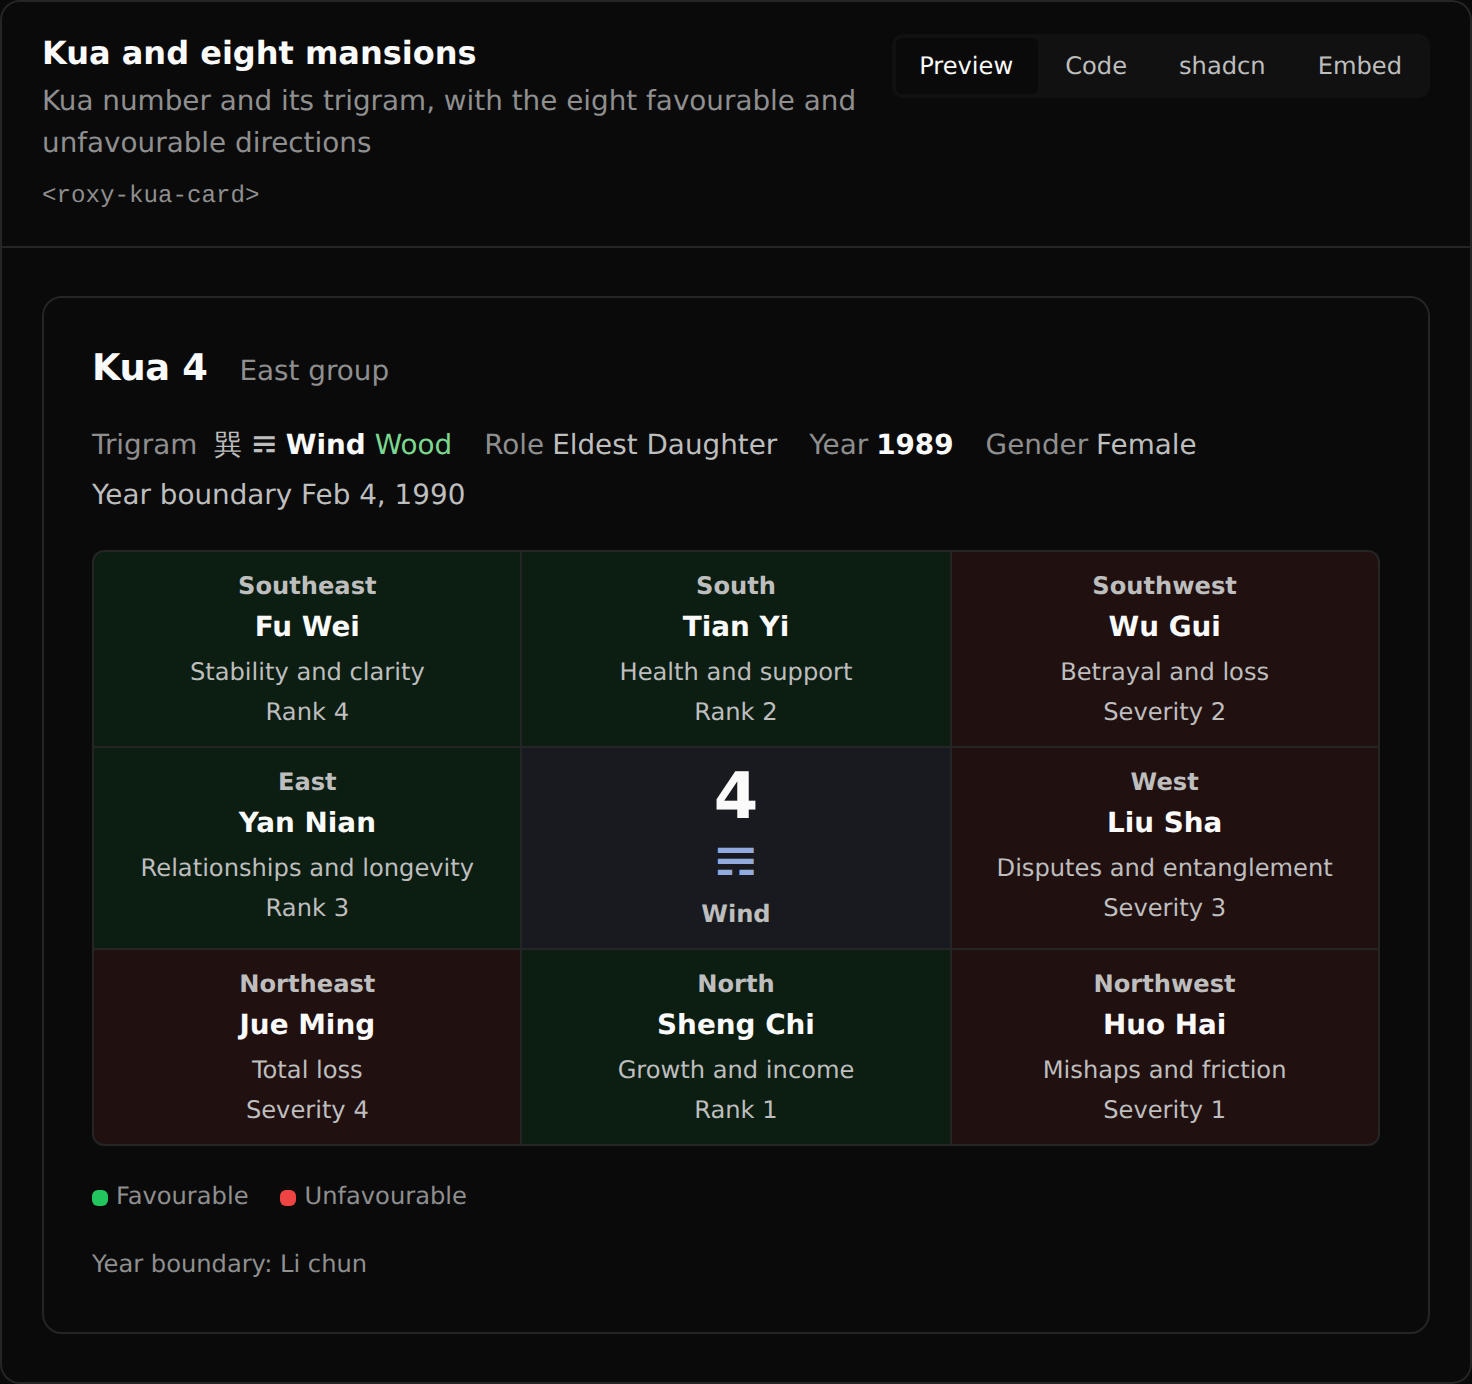 Kua and eight mansions
Preview Code shadcn Embed
Kua number and its trigram, with the eight favourable and
unfavourable directions
<roxy-kua-card>
Kua 4 East group
Trigram 巽 ☴ Wind Wood Role Eldest Daughter Year 1989 Gender Female
Year boundary Feb 4, 1990
Southeast
Fu Wei
Stability and clarity
Rank 4
South
Tian Yi
Health and support
Rank 2
Southwest
Wu Gui
Betrayal and loss
Severity 2
East
Yan Nian
Relationships and longevity
Rank 3
4
☴
Wind
West
Liu Sha
Disputes and entanglement
Severity 3
Northeast
Jue Ming
Total loss
Severity 4
North
Sheng Chi
Growth and income
Rank 1
Northwest
Huo Hai
Mishaps and friction
Severity 1
Favourable Unfavourable
Year boundary: Li chun